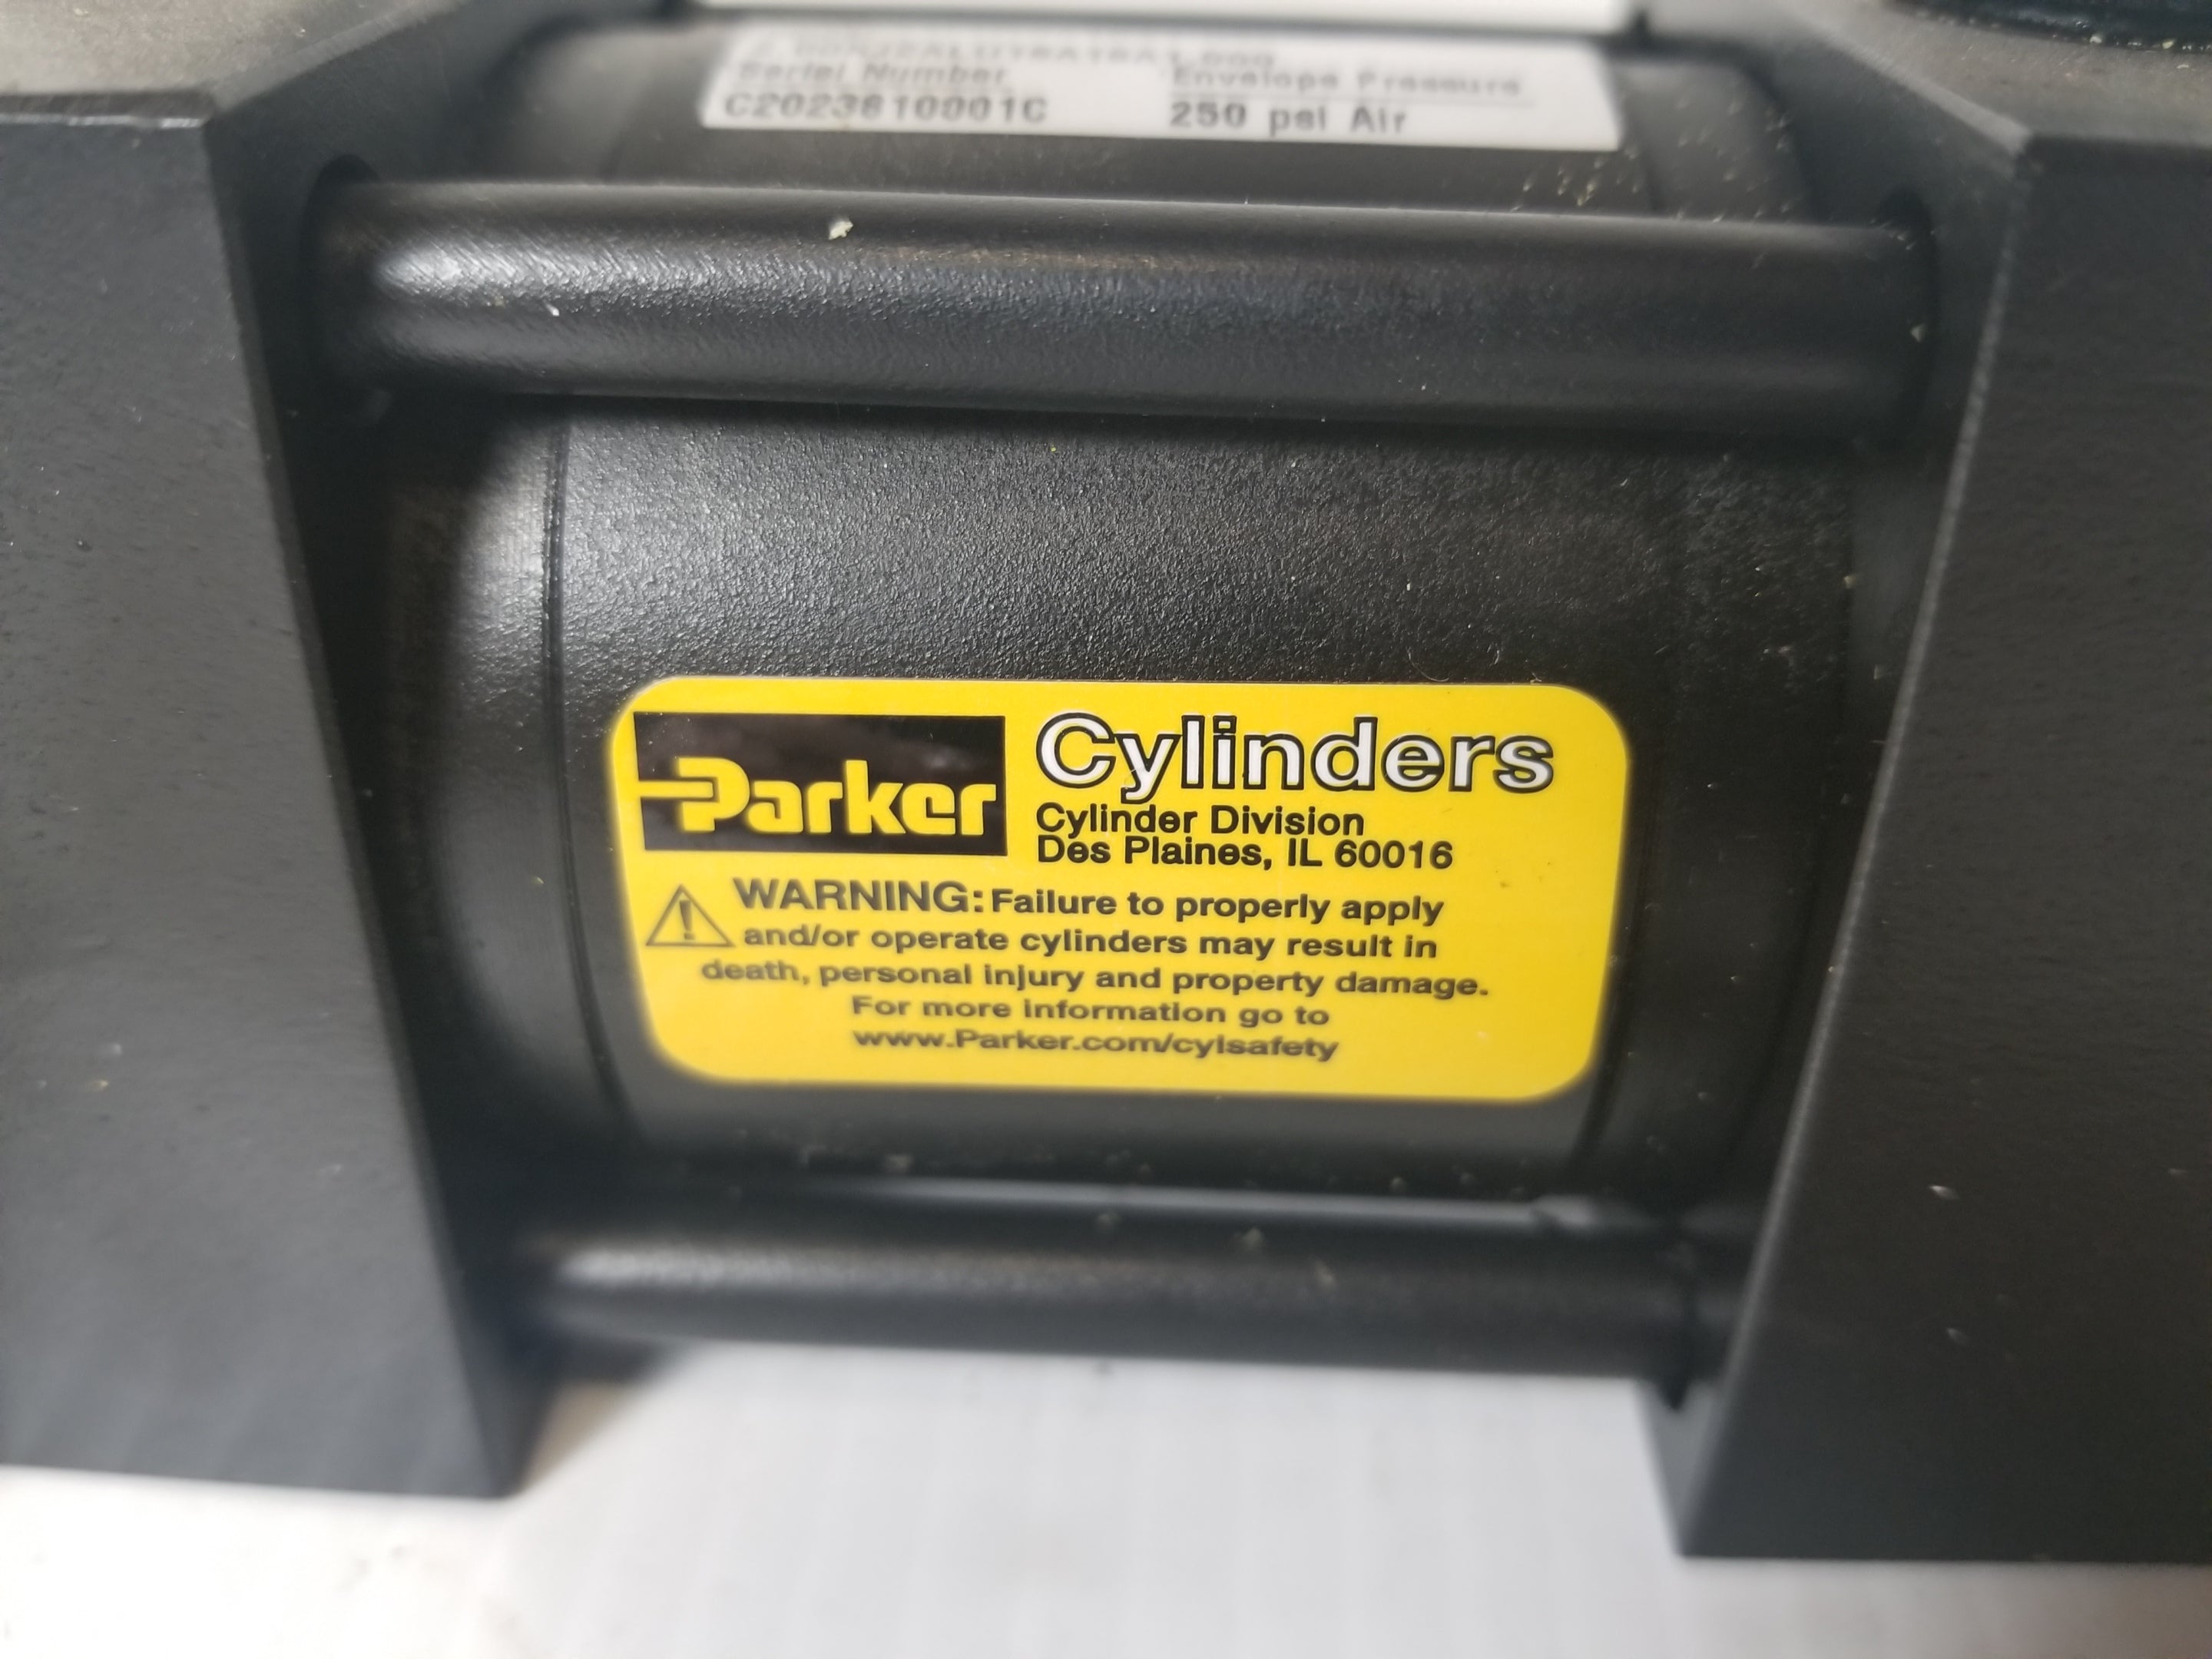 Serial Number
Envelope Pressure
C2023610001C
250 psi Air
Parker
Cylinders
Cylinder Division
Des Plaines, IL 60016
WARNING: Failure to properly apply
and/or operate cylinders may result in
death, personal injury and property damage.
For more information go to
www.Parker.com/cylsafety